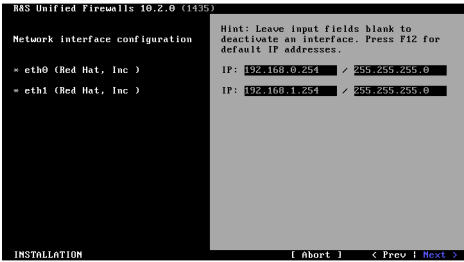 R&S Unified Firewalls 10.2.0 (1435)
Network interface configuration
Hint: Leave input fields blank to
deactivate an interface. Press F12 for
default IP addresses.
* eth0 (Red Hat, Inc ) IP: 192.168.0.254 / 255.255.255.0
* eth1 (Red Hat, Inc ) IP: 192.168.1.254 / 255.255.255.0
INSTALLATION [ Abort ] < Prev | Next >